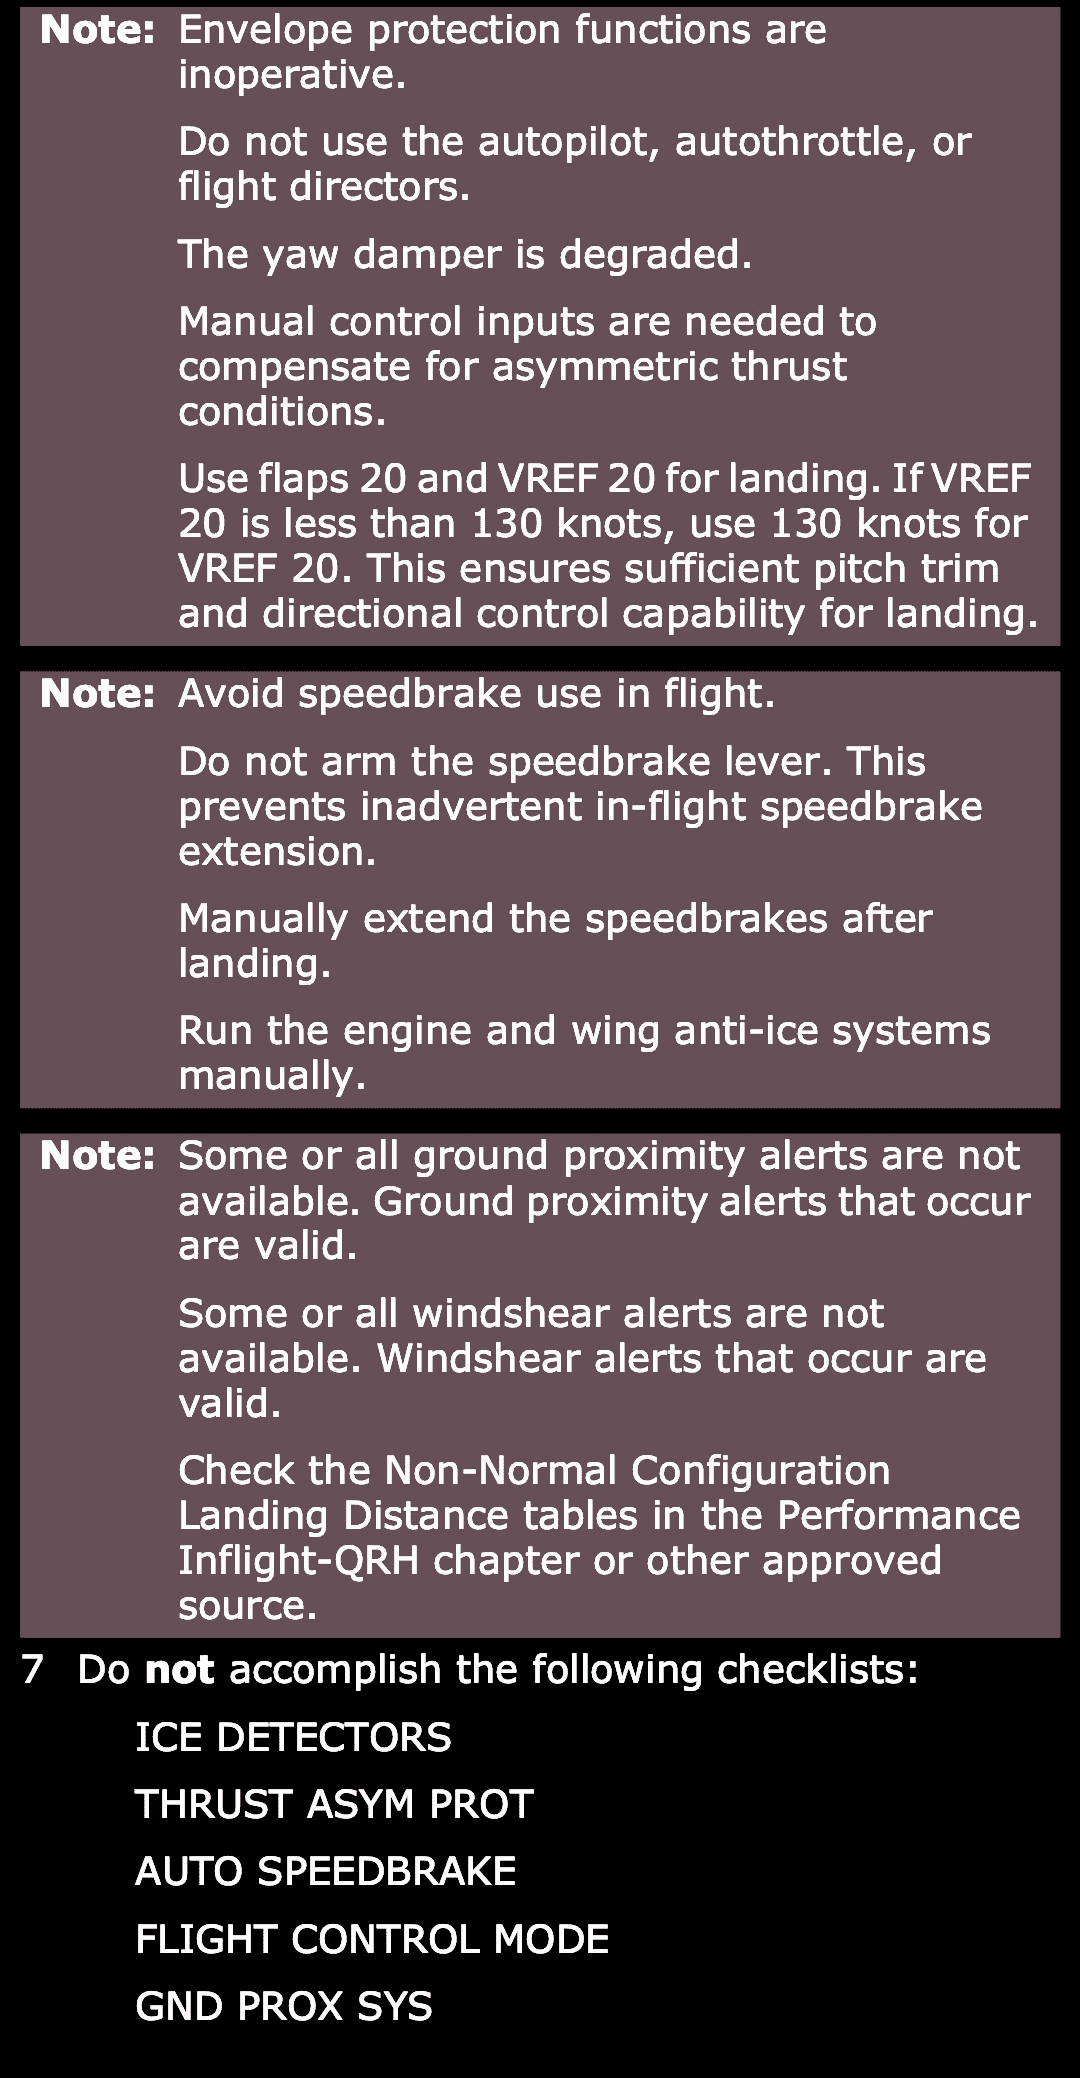 Note: Envelope protection functions are
inoperative.
Do not use the autopilot, autothrottle, or
flight directors.
The yaw damper is degraded.
Manual control inputs are needed to
compensate for asymmetric thrust
conditions.
Use flaps 20 and VREF 20 for landing. If VREF
20 is less than 130 knots, use 130 knots for
VREF 20. This ensures sufficient pitch trim
and directional control capability for landing.
Note: Avoid speedbrake use in flight.
Do not arm the speedbrake lever. This
prevents inadvertent in-flight speedbrake
extension.
Manually extend the speedbrakes after
landing.
Run the engine and wing anti-ice systems
manually.
Note: Some or all ground proximity alerts are not
available. Ground proximity alerts that occur
are valid.
Some or all windshear alerts are not
available. Windshear alerts that occur are
valid.
Check the Non-Normal Configuration
Landing Distance tables in the Performance
Inflight-QRH chapter or other approved
source.
7 Do not accomplish the following checklists:
ICE DETECTORS
THRUST ASYM PROT
AUTO SPEEDBRAKE
FLIGHT CONTROL MODE
GND PROX SYS